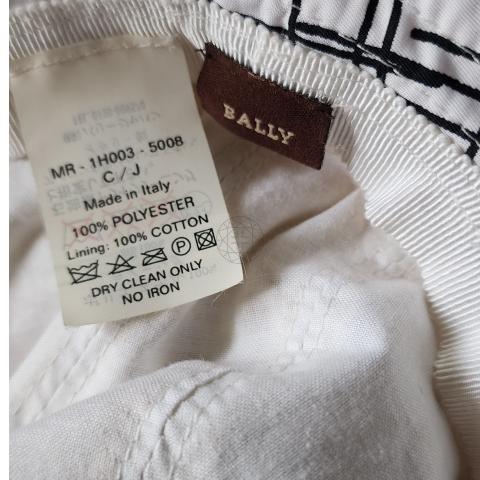 BALLY
MR - 1H003 - 5008
C / J
Made in Italy
100% POLYESTER
Lining: 100% COTTON
P
DRY CLEAN ONLY
NO IRON